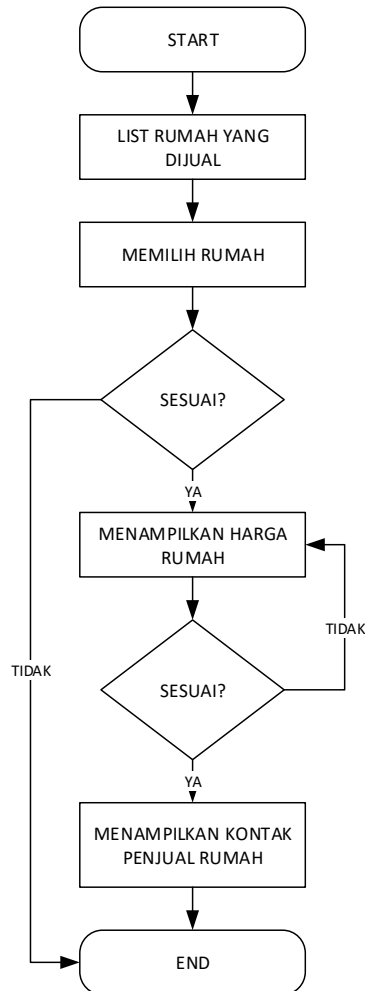 START
LIST RUMAH YANG
DIJUAL
MEMILIH RUMAH
SESUAI?
YA
MENAMPILKAN HARGA
RUMAH
TIDAK
TIDAK
SESUAI?
YA
MENAMPILKAN KONTAK
PENJUAL RUMAH
END